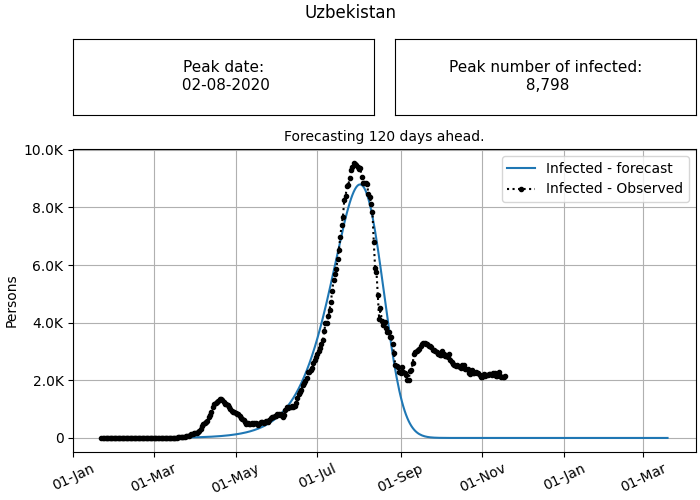 Uzbekistan
Peak date:
02-08-2020
Peak number of infected:
8,798
Forecasting 120 days ahead.
Infected - forecast
Infected - Observed
Persons
10.0K
8.0K
6.0K
4.0K
2.0K
0
01-Jan
01-Mar
01-May
01-Jul
01-Sep
01-Nov
01-Jan
01-Mar